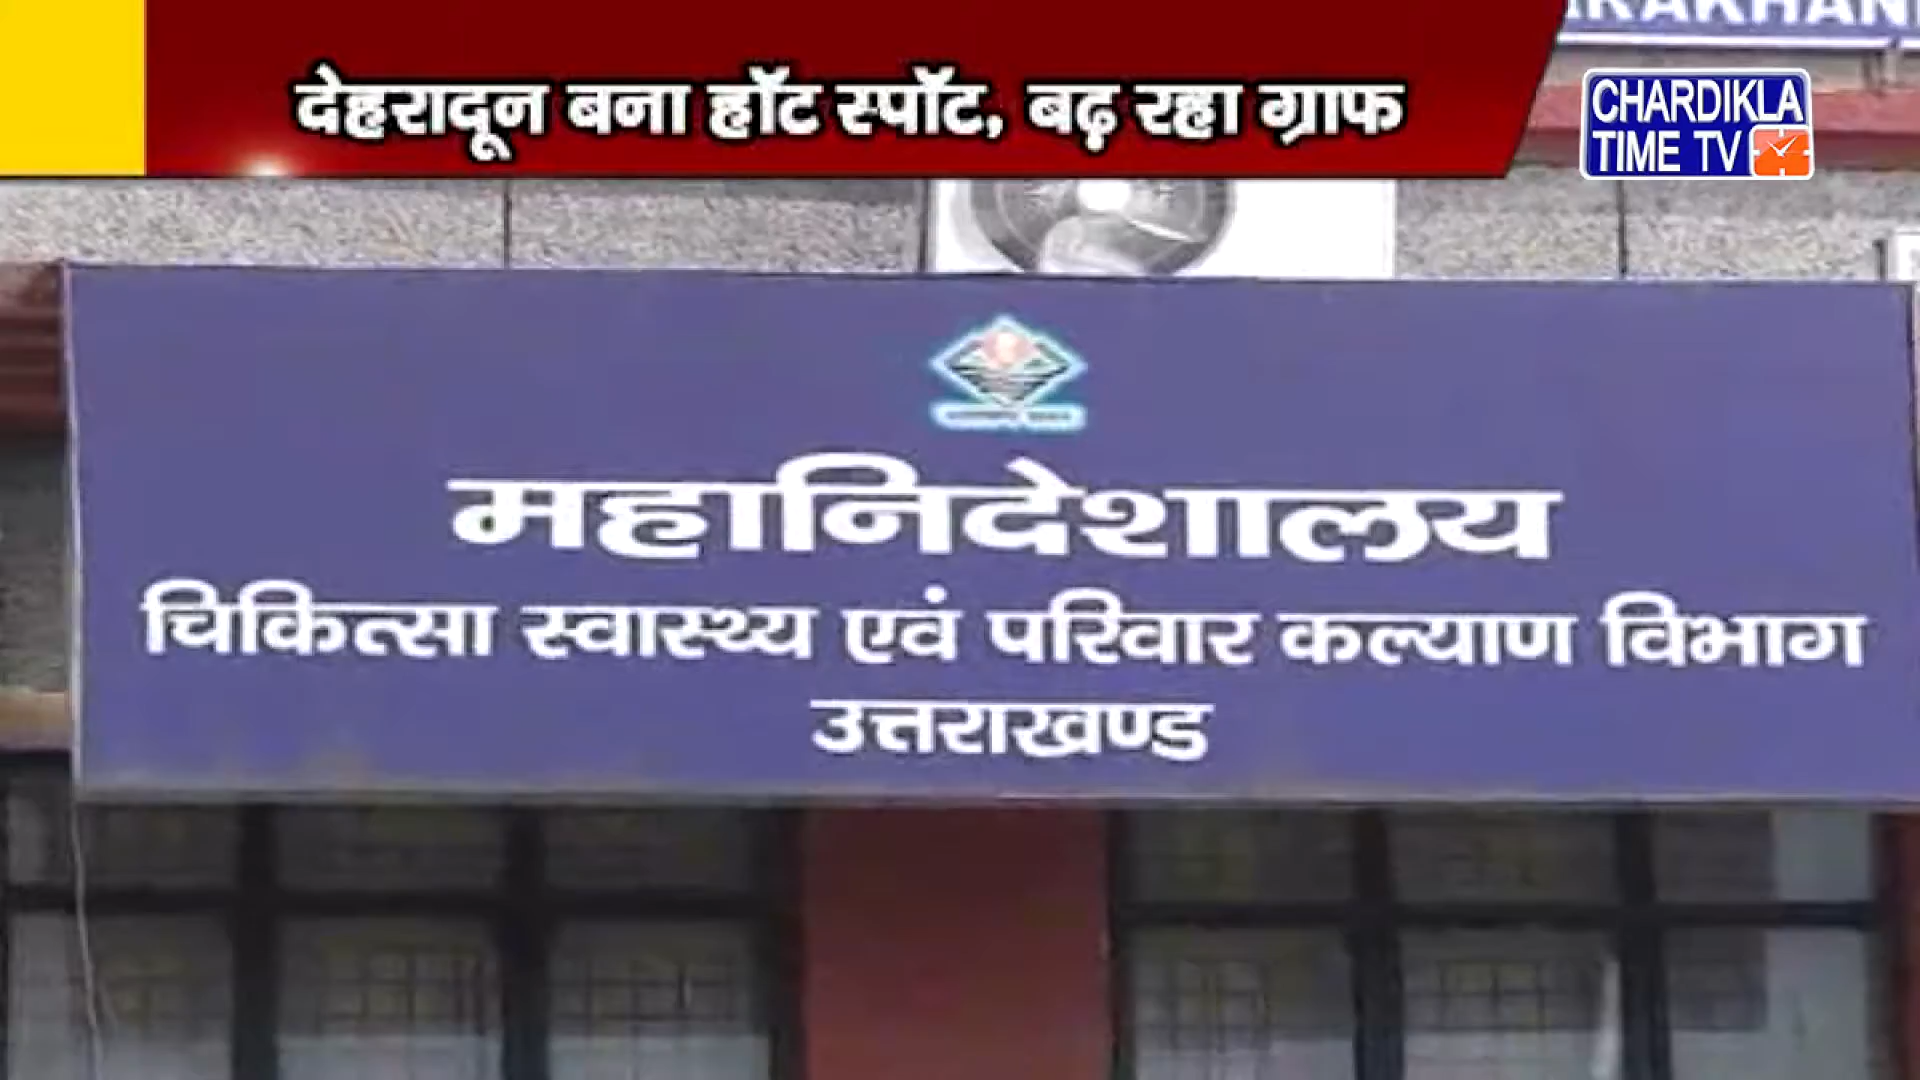 देहरादून बना हॉट स्पॉट, बढ़ रहा ग्राफ
CHARDIKLA
TIME TV
महानिदेशालय
चिकित्सा स्वास्थ्य एवं परिवार कल्याण विभाग
उत्तराखण्ड